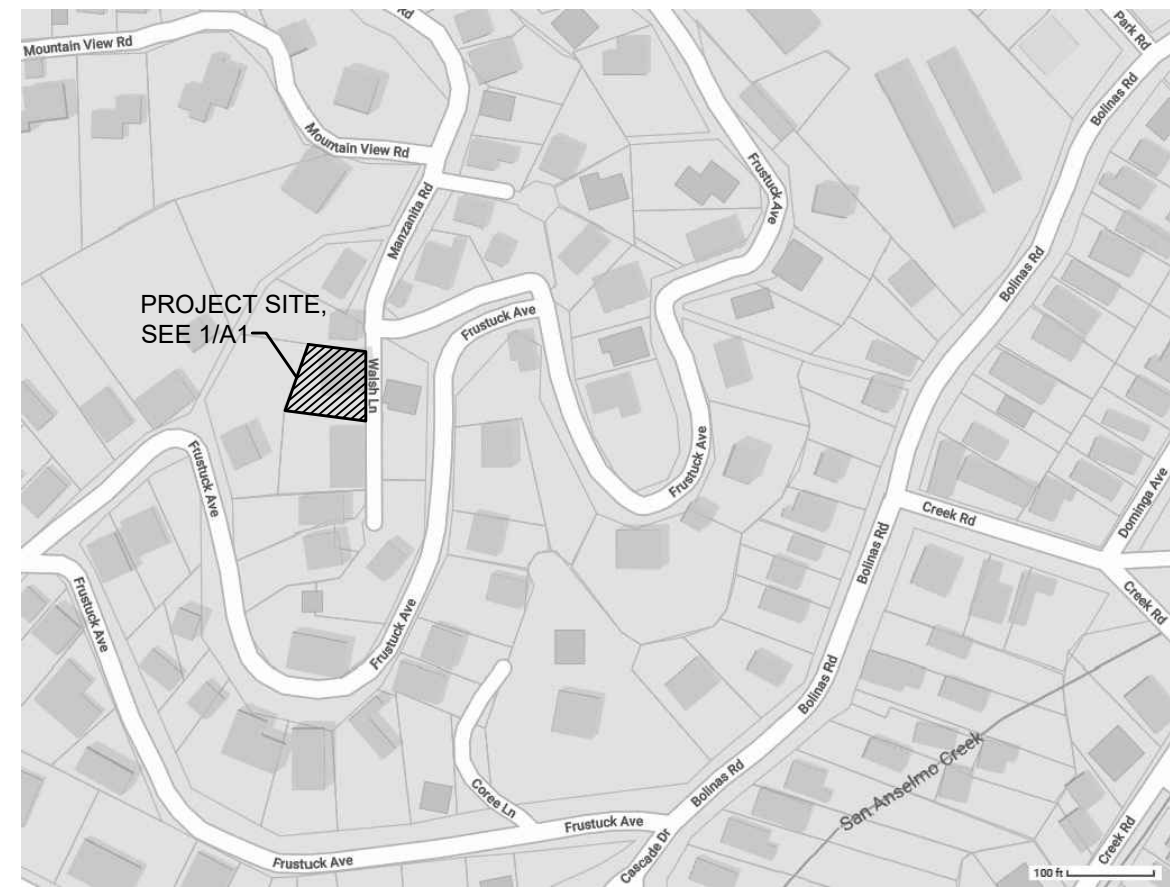 Rd
Park Rd
Mountain View Rd
Bolinas Rd
Mountain View Rd
Frustuck Ave
Manzanita Rd
Bolinas Rd
PROJECT SITE,
SEE 1/A1
Frustuck Ave
Walsh Ln
Frustuck Ave
Frustuck Ave
Dominga Ave
Creek Rd
Bolinas Rd
Frustuck Ave
Frustuck Ave
Creek Rd
Bolinas Rd
San Anselmo Creek
Bolinas Rd
Coree Ln
Frustuck Ave
Creek Rd
Cascade Dr
Frustuck Ave
100 ft